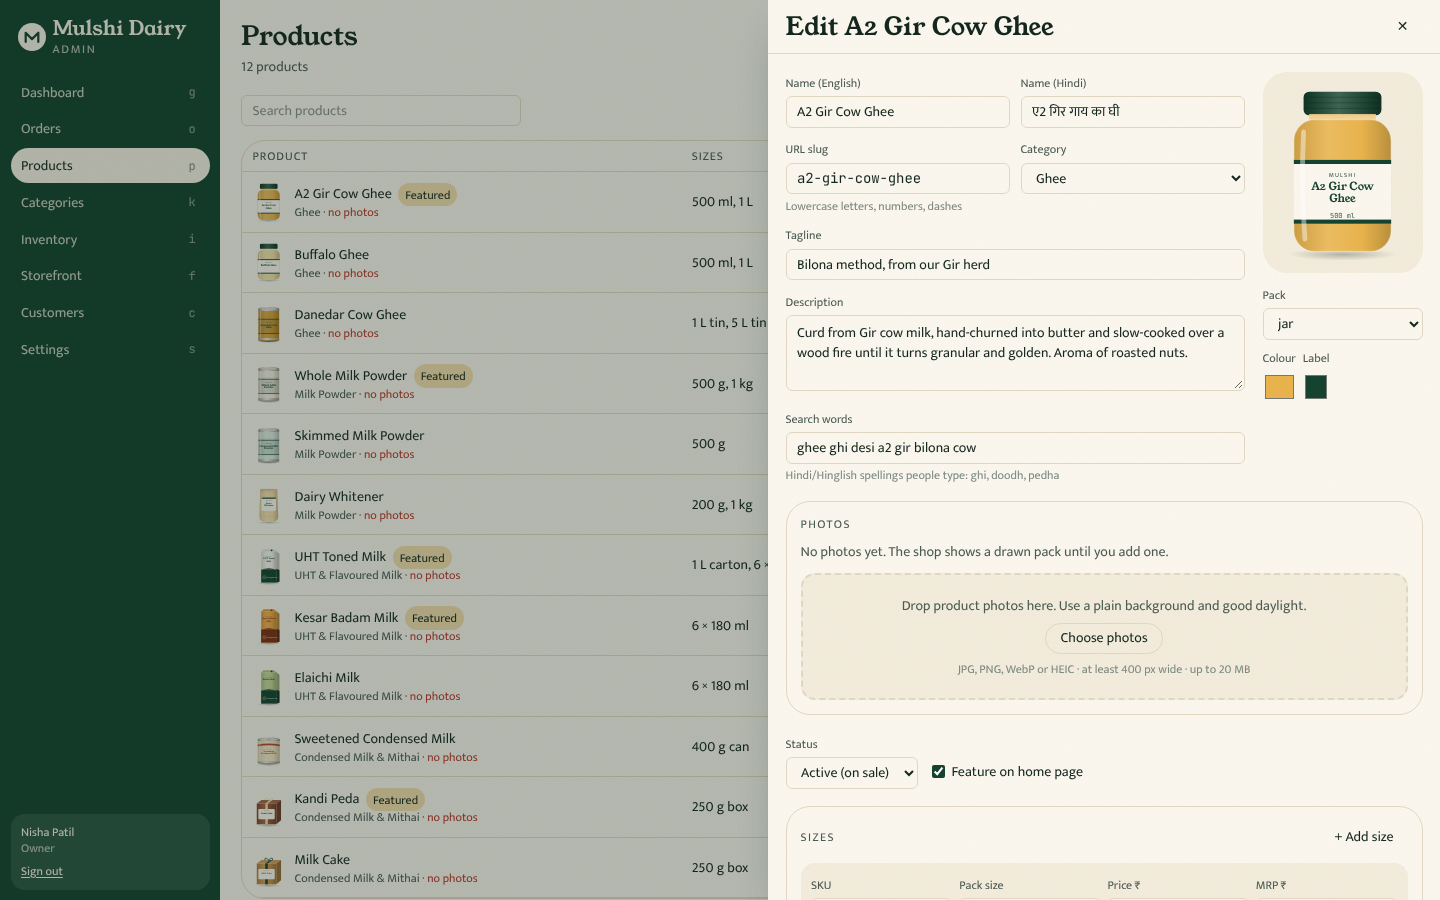 Mulshi Dairy
ADMIN
Dashboard g
Orders o
Products p
Categories k
Inventory i
Storefront f
Customers c
Settings s
Nisha Patil
Owner
Sign out
Products
12 products
Search products
PRODUCT SIZES
A2 Gir Cow Ghee Featured
Ghee · no photos
500 ml, 1 L
Buffalo Ghee
Ghee · no photos
500 ml, 1 L
Danedar Cow Ghee
Ghee · no photos
1 L tin, 5 L tin
Whole Milk Powder Featured
Milk Powder · no photos
500 g, 1 kg
Skimmed Milk Powder
Milk Powder · no photos
500 g
Dairy Whitener
Milk Powder · no photos
200 g, 1 kg
UHT Toned Milk Featured
UHT & Flavoured Milk · no photos
1 L carton, 6 ×
Kesar Badam Milk Featured
UHT & Flavoured Milk · no photos
6 × 180 ml
Elaichi Milk
UHT & Flavoured Milk · no photos
6 × 180 ml
Sweetened Condensed Milk
Condensed Milk & Mithai · no photos
400 g can
Kandi Peda Featured
Condensed Milk & Mithai · no photos
250 g box
Milk Cake
Condensed Milk & Mithai · no photos
250 g box
Edit A2 Gir Cow Ghee ×
Name (English) Name (Hindi)
A2 Gir Cow Ghee ए2 गिर गाय का घी
URL slug Category
a2-gir-cow-ghee Ghee
Lowercase letters, numbers, dashes
Tagline
Bilona method, from our Gir herd
Description
Curd from Gir cow milk, hand-churned into butter and slow-cooked over a
wood fire until it turns granular and golden. Aroma of roasted nuts.
Search words
ghee ghi desi a2 gir bilona cow
Hindi/Hinglish spellings people type: ghi, doodh, pedha
MULSHI
A2 Gir Cow
Ghee
500 ml
Pack
jar
Colour Label
PHOTOS
No photos yet. The shop shows a drawn pack until you add one.
Drop product photos here. Use a plain background and good daylight.
Choose photos
JPG, PNG, WebP or HEIC · at least 400 px wide · up to 20 MB
Status
Active (on sale) Feature on home page
SIZES + Add size
SKU Pack size Price ₹ MRP ₹